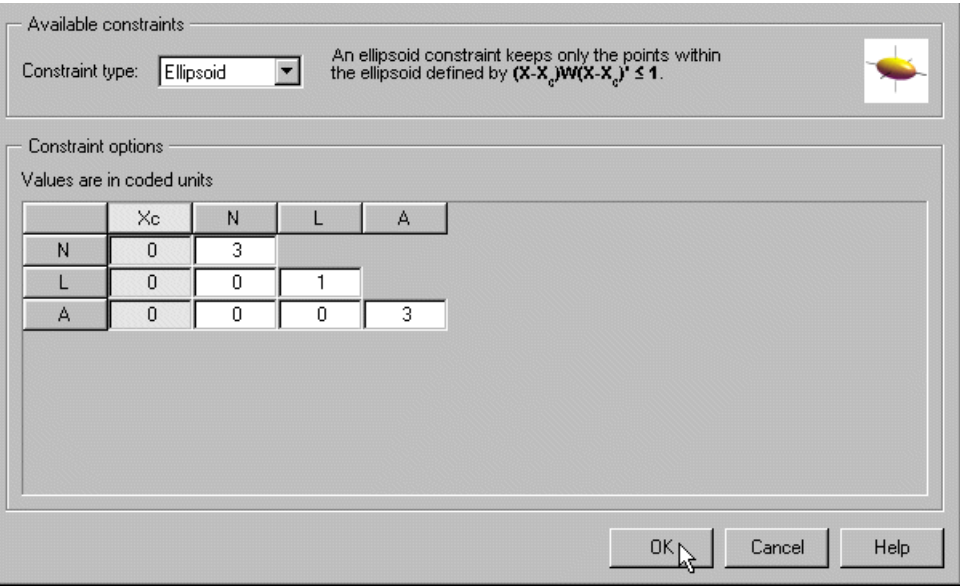 Available constraints
Constraint type: Ellipsoid
An ellipsoid constraint keeps only the points within
the ellipsoid defined by (X-Xc)W(X-Xc)' ≤ 1.
Constraint options
Values are in coded units
Xc N L A
N 0 3
L 0 0 1
A 0 0 0 3
OK Cancel Help